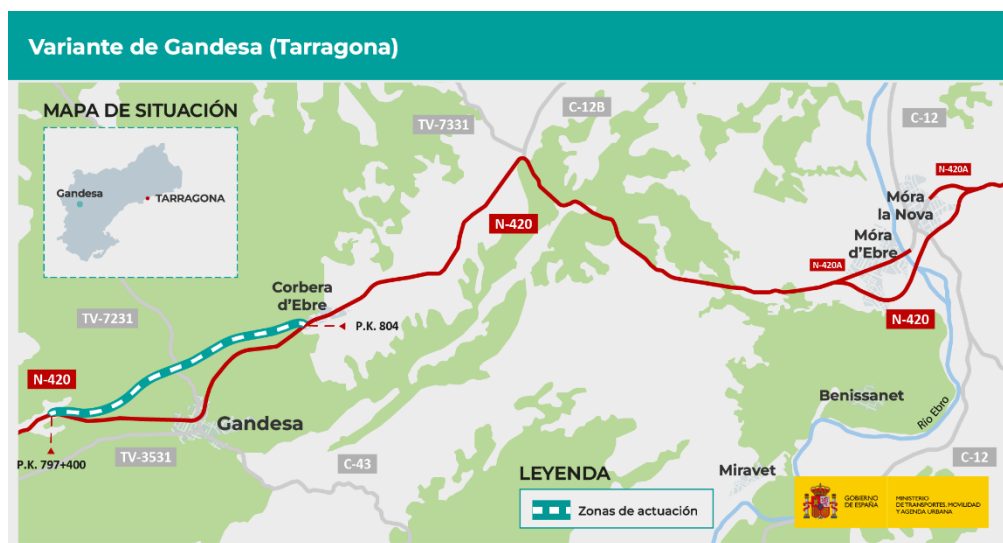 Variante de Gandesa (Tarragona)
MAPA DE SITUACIÓN
Gandesa
TARRAGONA
TV-7331
C-12B
C-12
N-420A
Móra
la Nova
Móra
d'Ebre
N-420
N-420A
Corbera
d'Ebre
P.K. 804
TV-7231
N-420
N-420
Gandesa
P.K. 797+400
TV-3531
C-43
Benissanet
Río Ebro
Miravet
C-12
LEYENDA
Zonas de actuación
GOBIERNO
DE ESPAÑA
MINISTERIO
DE TRANSPORTES, MOVILIDAD
Y AGENDA URBANA